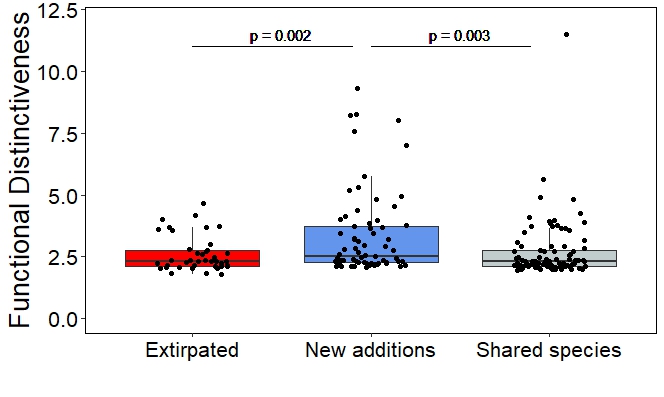 Functional Distinctiveness
12.5
10.0
7.5
5.0
2.5
0.0
p = 0.002
p = 0.003
Extirpated
New additions
Shared species